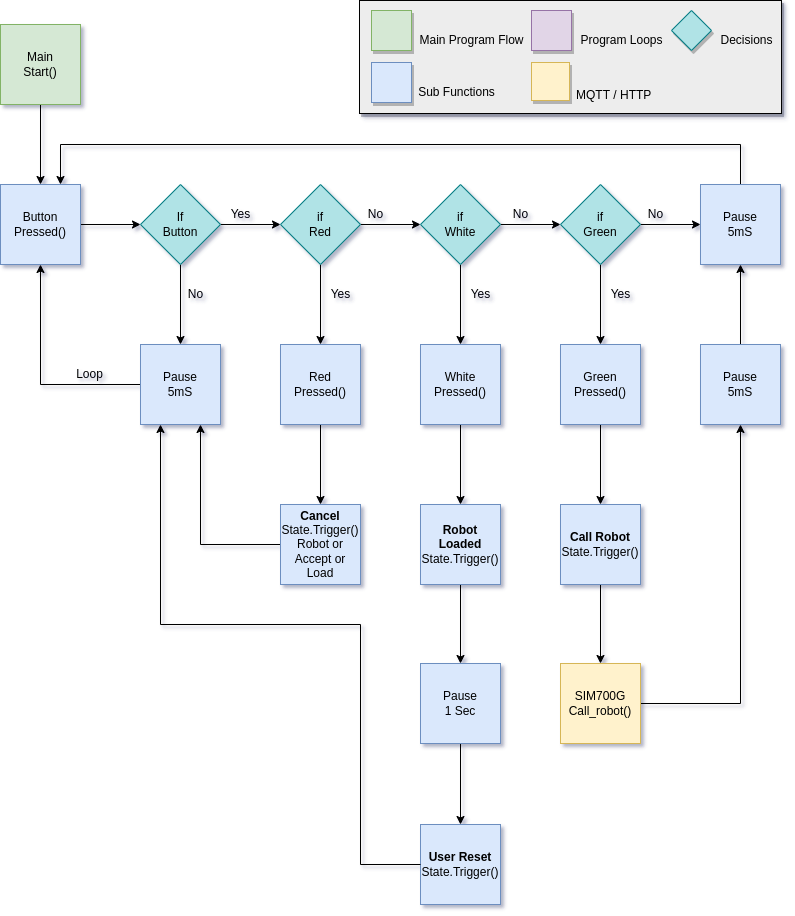 Main Program Flow
Program Loops
Decisions
Sub Functions
MQTT / HTTP
Main
Start()
Button
Pressed()
If
Button
Yes
if
Red
No
if
White
No
if
Green
No
Pause
5mS
No
Yes
Yes
Yes
Loop
Pause
5mS
Red
Pressed()
White
Pressed()
Green
Pressed()
Pause
5mS
Cancel
State.Trigger()
Robot or
Accept or
Load
Robot
Loaded
State.Trigger()
Call Robot
State.Trigger()
Pause
1 Sec
SIM700G
Call_robot()
User Reset
State.Trigger()